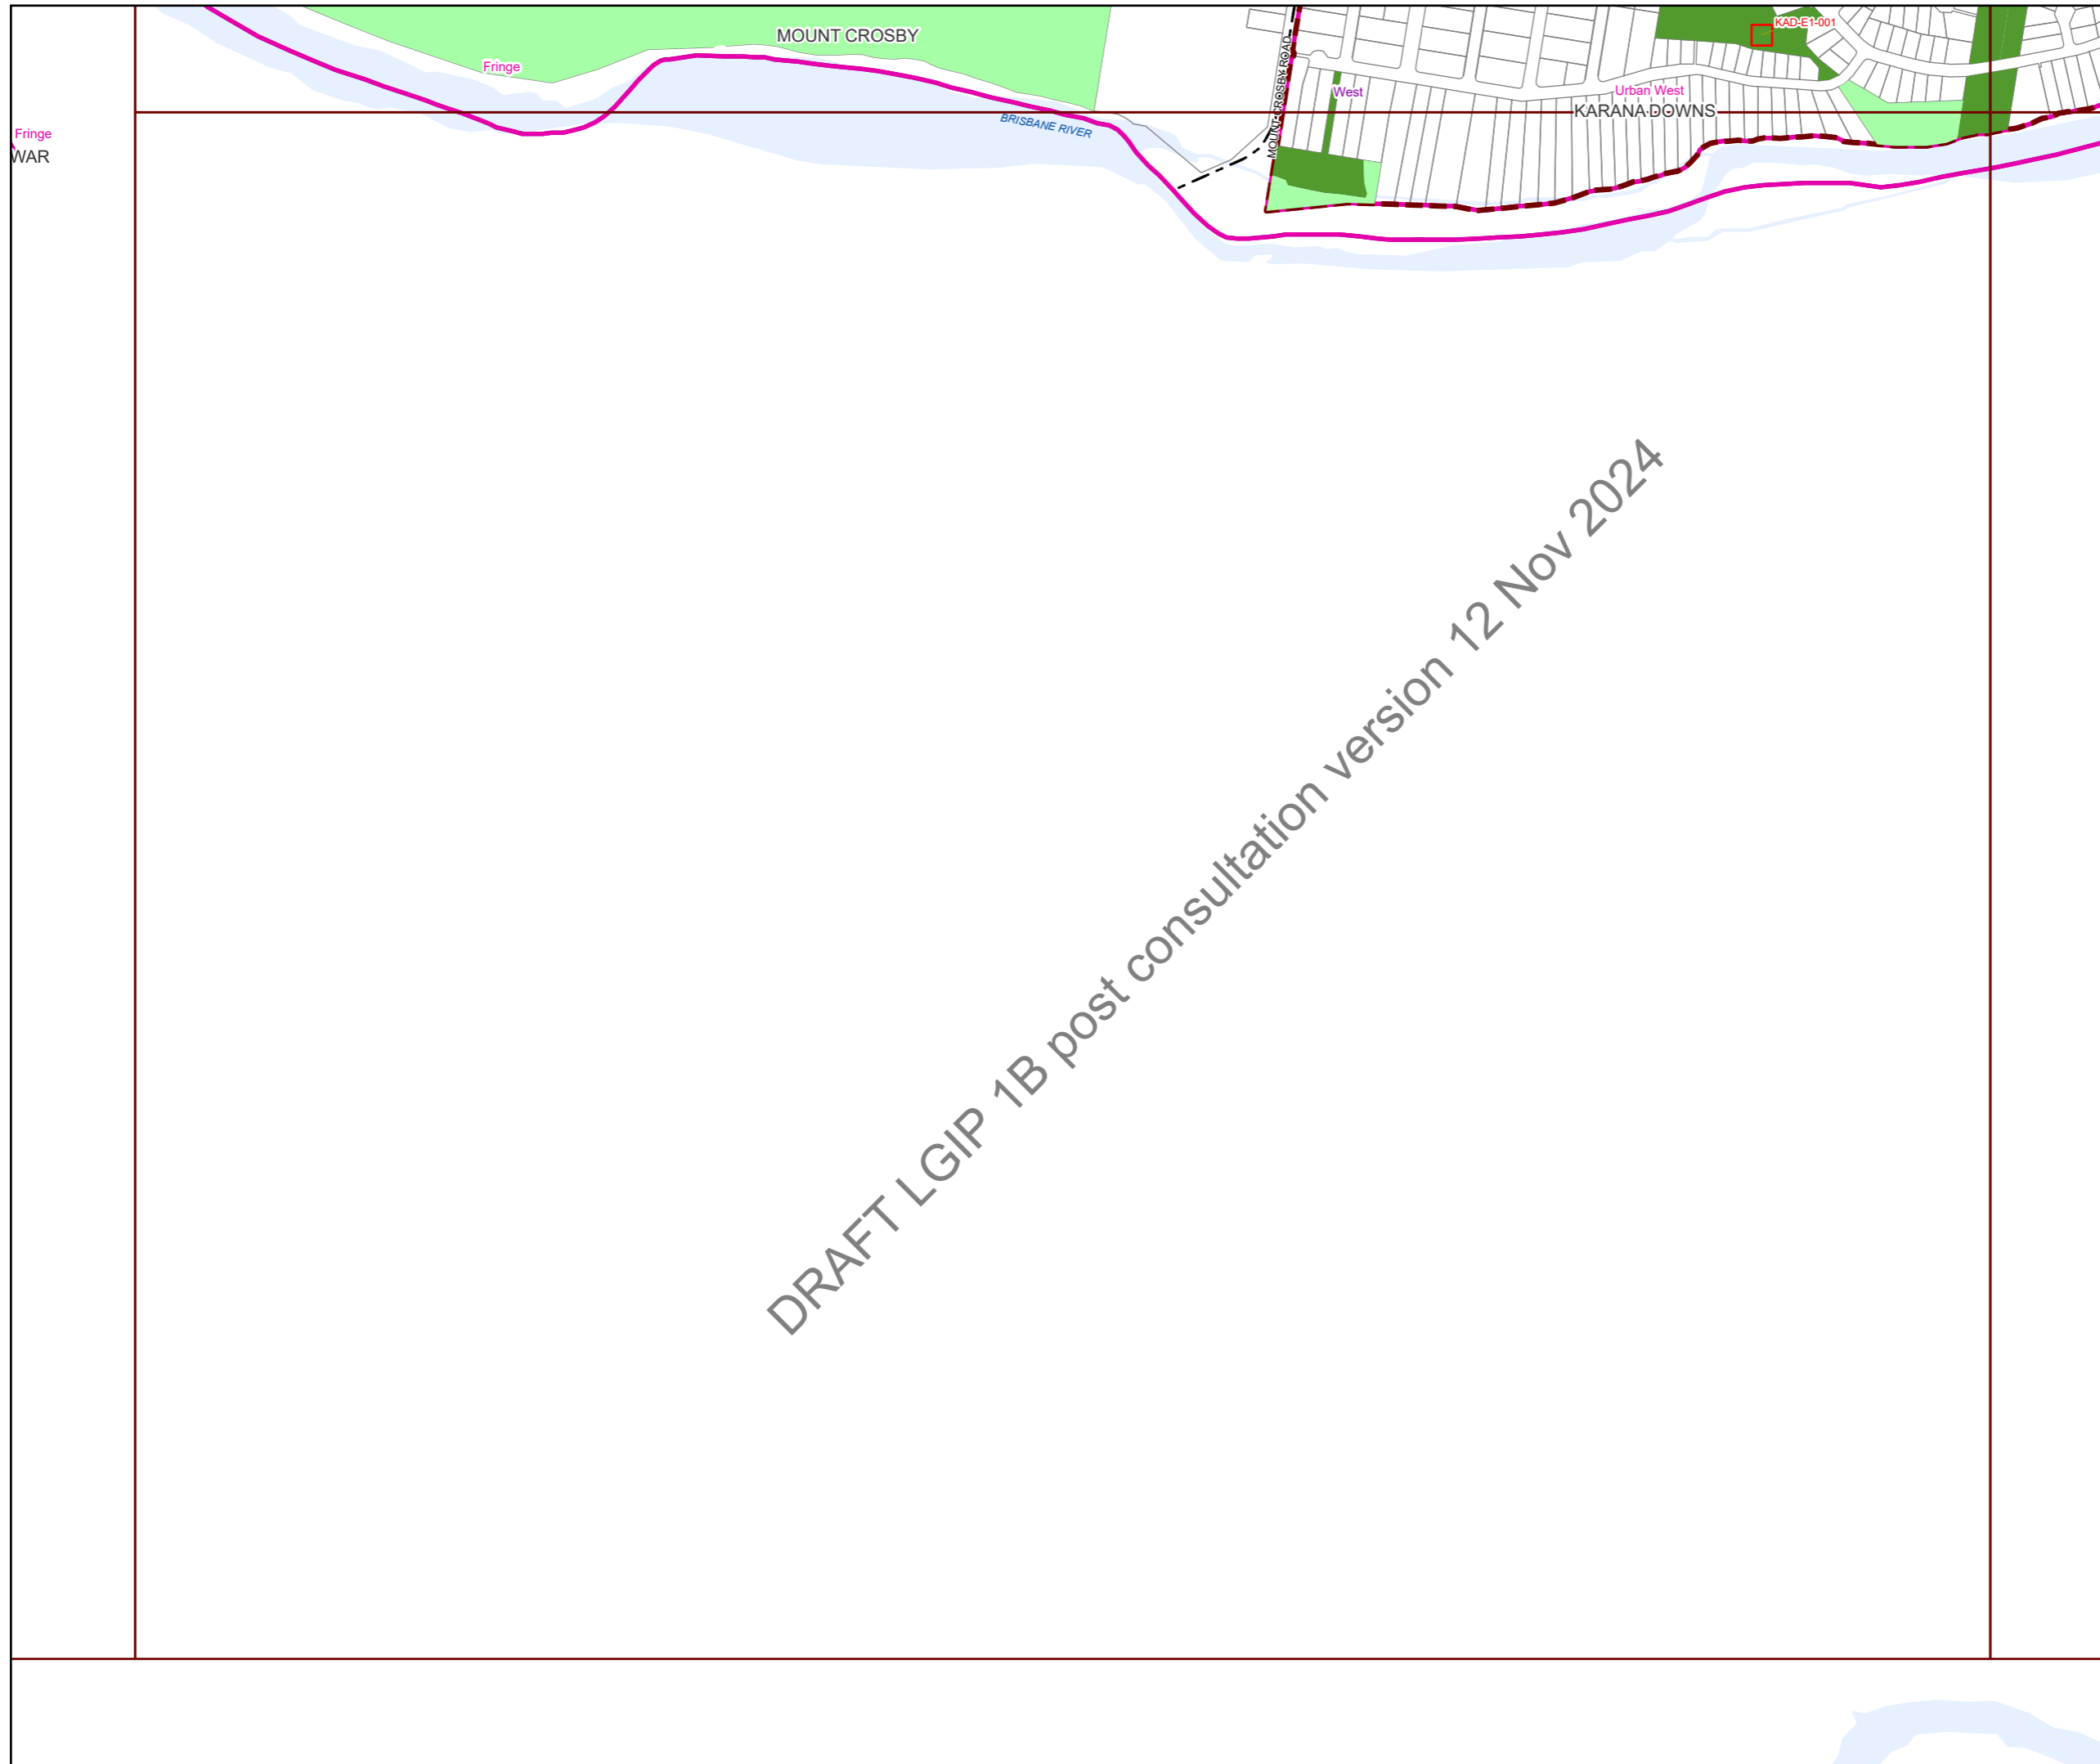 KAD-E1-001
MOUNT CROSBY
MOUNT CROSBY ROAD
Fringe
West
Urban West
KARANA DOWNS
BRISBANE RIVER
Fringe
WAR
DRAFT LGIP 1B post consultation version 12 Nov 2024